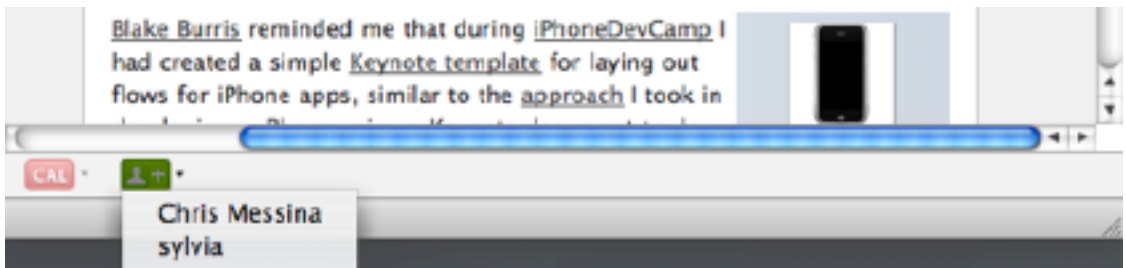 Blake Burris reminded me that during iPhoneDevCamp I
had created a simple Keynote template for laying out
flows for iPhone apps, similar to the approach I took in
CAL
Chris Messina
sylvia